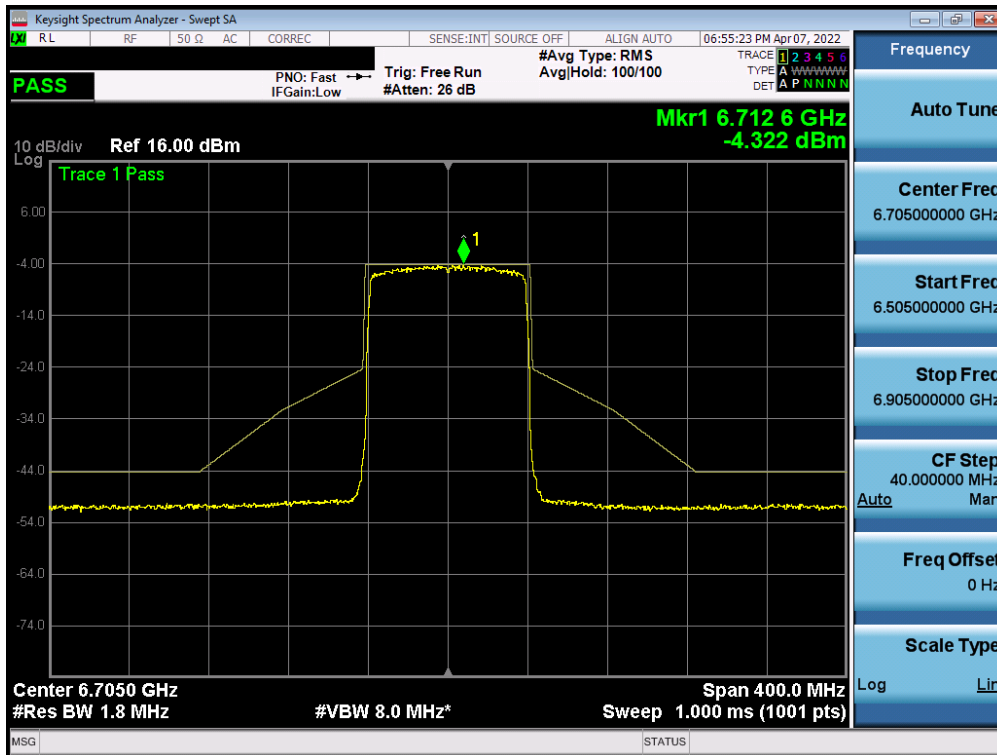 Keysight Spectrum Analyzer - Swept SA
LXI RL RF 50 Ω AC CORREC SENSE:INT SOURCE OFF ALIGN AUTO 06:55:23 PM Apr 07, 2022
PASS
PNO: Fast
IFGain:Low
Trig: Free Run
#Atten: 26 dB
#Avg Type: RMS
Avg|Hold: 100/100
TRACE 1 2 3 4 5 6
TYPE A WWWWW
DET A P N N N N
Mkr1 6.712 6 GHz
-4.322 dBm
10 dB/div Ref 16.00 dBm
Log
Trace 1 Pass
1
6.00
-4.00
-14.0
-24.0
-34.0
-44.0
-54.0
-64.0
-74.0
Center 6.7050 GHz Span 400.0 MHz
#Res BW 1.8 MHz #VBW 8.0 MHz* Sweep 1.000 ms (1001 pts)
MSG STATUS
Frequency
Auto Tune
Center Freq
6.705000000 GHz
Start Freq
6.505000000 GHz
Stop Freq
6.905000000 GHz
CF Step
40.000000 MHz
Auto Man
Freq Offset
0 Hz
Scale Type
Log Lin